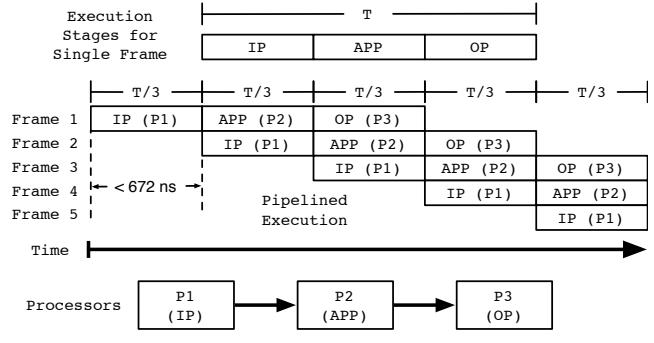 Execution
Stages for
Single Frame
T
IP APP OP
T/3 T/3 T/3 T/3 T/3
Frame 1 IP (P1) APP (P2) OP (P3)
Frame 2 IP (P1) APP (P2) OP (P3)
Frame 3 IP (P1) APP (P2) OP (P3)
Frame 4 < 672 ns IP (P1) APP (P2)
Frame 5 IP (P1)
Pipelined
Execution
Time
Processors
P1
(IP)
P2
(APP)
P3
(OP)